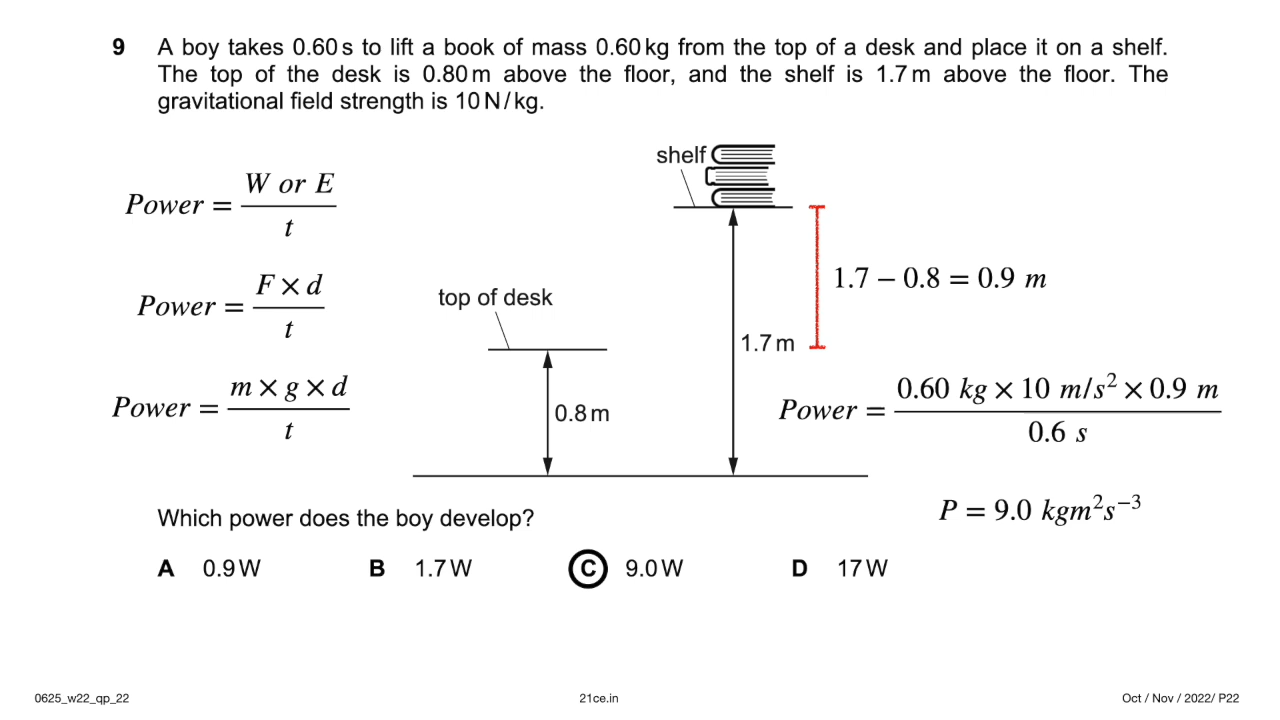 9 A boy takes 0.60 s to lift a book of mass 0.60 kg from the top of a desk and place it on a shelf.
The top of the desk is 0.80 m above the floor, and the shelf is 1.7 m above the floor. The
gravitational field strength is 10 N/kg.
shelf
Power = W or E / t
Power = F × d / t
1.7 – 0.8 = 0.9 m
top of desk
1.7 m
Power = m × g × d / t
0.8 m
Power = 0.60 kg × 10 m/s² × 0.9 m / 0.6 s
P = 9.0 kgm²s⁻³
Which power does the boy develop?
A 0.9 W B 1.7 W C 9.0 W D 17 W
0625_w22_qp_22 21ce.in Oct / Nov / 2022/ P22